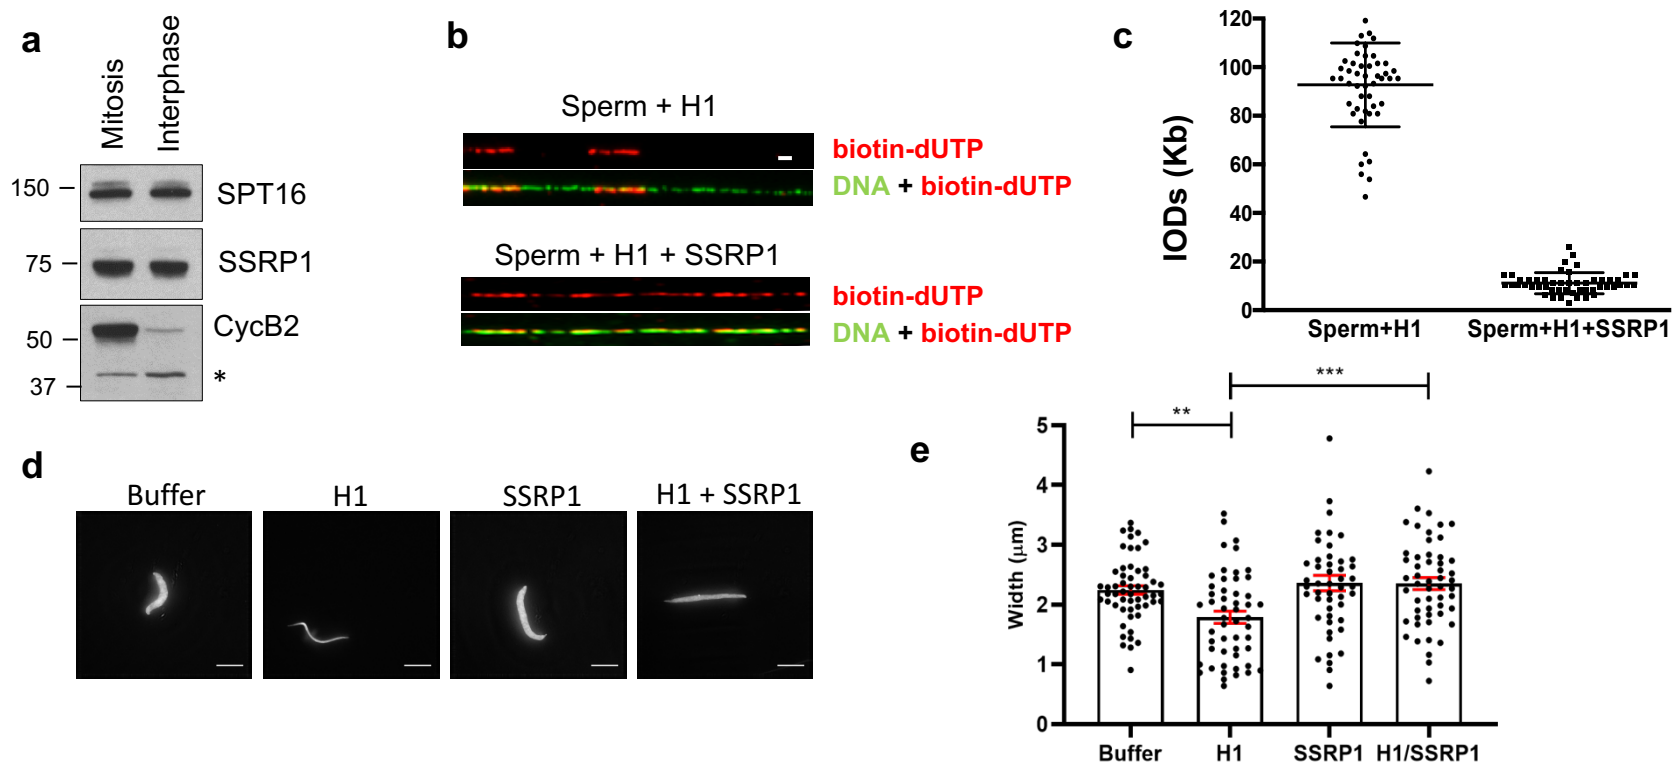 a
Mitosis
Interphase
150
SPT16
75
SSRP1
50
CycB2
37
*
b
Sperm + H1
biotin-dUTP
DNA + biotin-dUTP
Sperm + H1 + SSRP1
biotin-dUTP
DNA + biotin-dUTP
c
IODs (Kb)
120
100
80
60
40
20
0
Sperm+H1
Sperm+H1+SSRP1
d
Buffer
H1
SSRP1
H1 + SSRP1
e
***
**
Width (µm)
5
4
3
2
1
0
Buffer
H1
SSRP1
H1/SSRP1